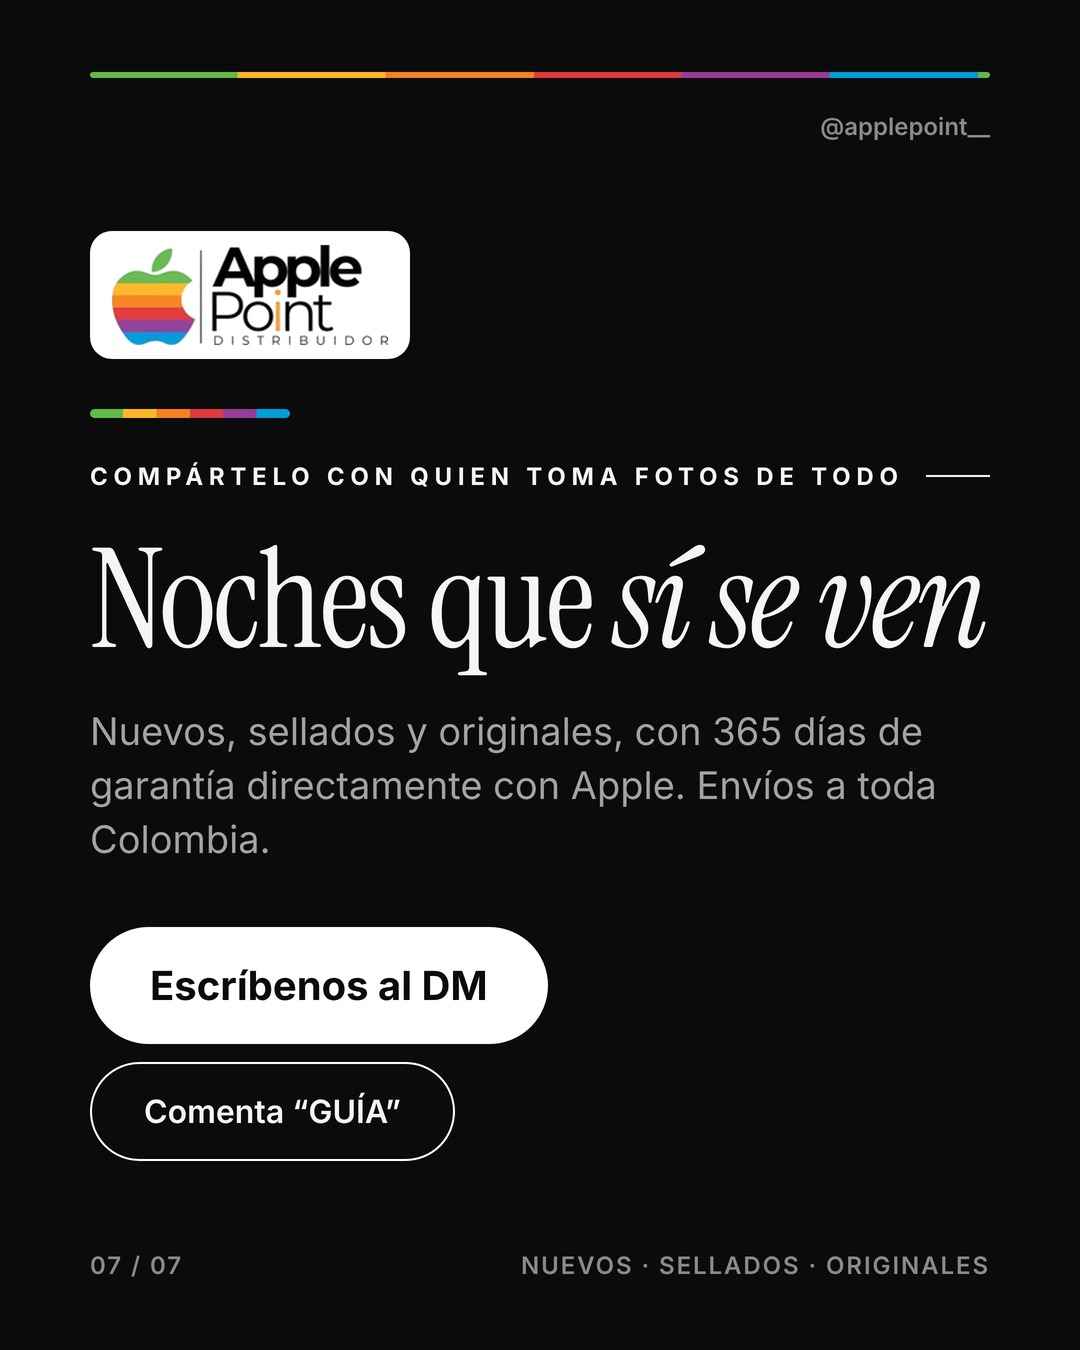 @applepoint__
Apple
Point
DISTRIBUIDOR
COMPÁRTELO CON QUIEN TOMA FOTOS DE TODO
Noches que sí se ven
Nuevos, sellados y originales, con 365 días de
garantía directamente con Apple. Envíos a toda
Colombia.
Escríbenos al DM
Comenta “GUÍA”
07 / 07
NUEVOS · SELLADOS · ORIGINALES